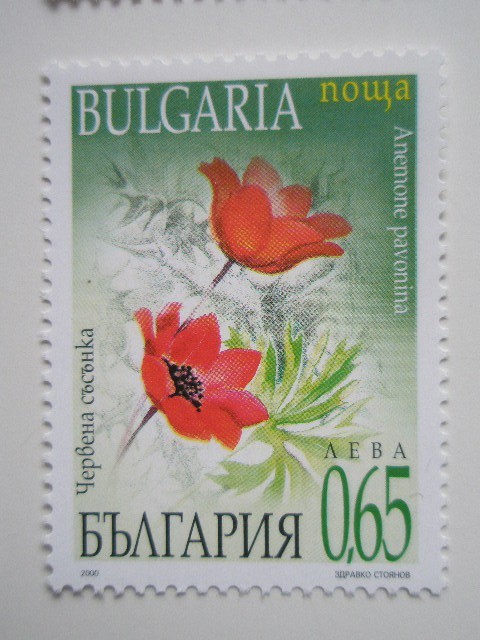 BULGARIA
поща
Anemone pavonina
Червена съсънка
ЛЕВА
0,65
БЪЛГАРИЯ
2000
ЗДРАВКО СТОЯНОВ